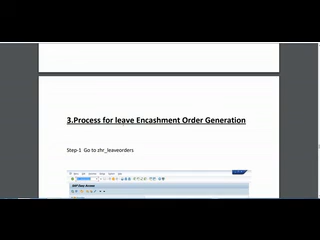 3.Process for leave Encashment Order Generation
Step-1 Go to zhr_leaveorders
SAP Easy Access